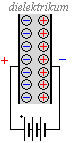 dielektrikum
+ −
+